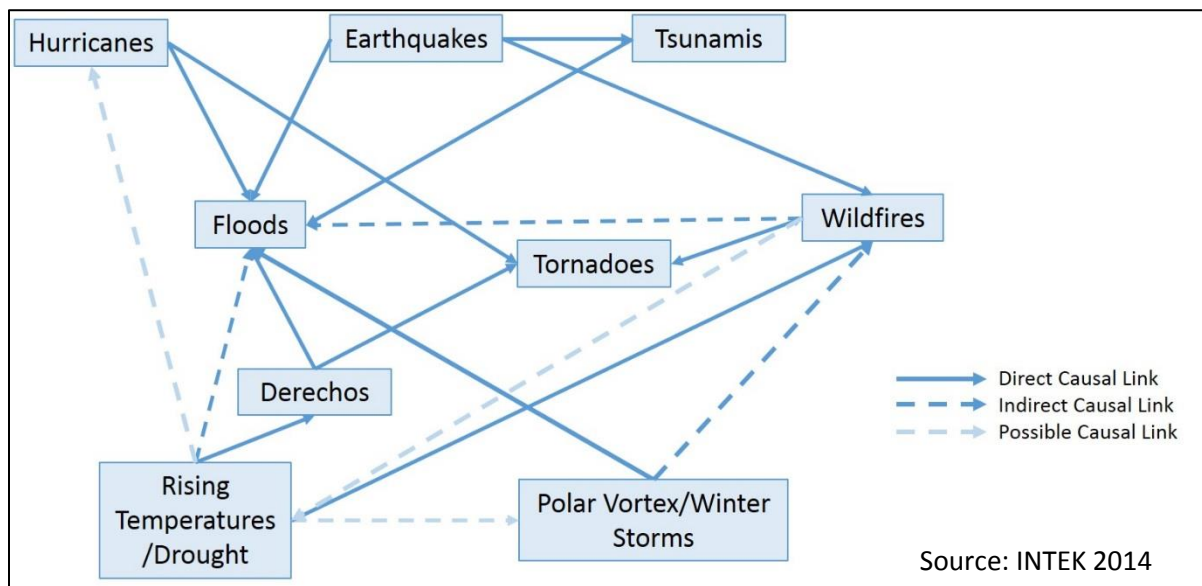 Hurricanes
Earthquakes
Tsunamis
Floods
Wildfires
Tornadoes
Derechos
Direct Causal Link
Indirect Causal Link
Possible Causal Link
Rising
Temperatures
/Drought
Polar Vortex/Winter
Storms
Source: INTEK 2014